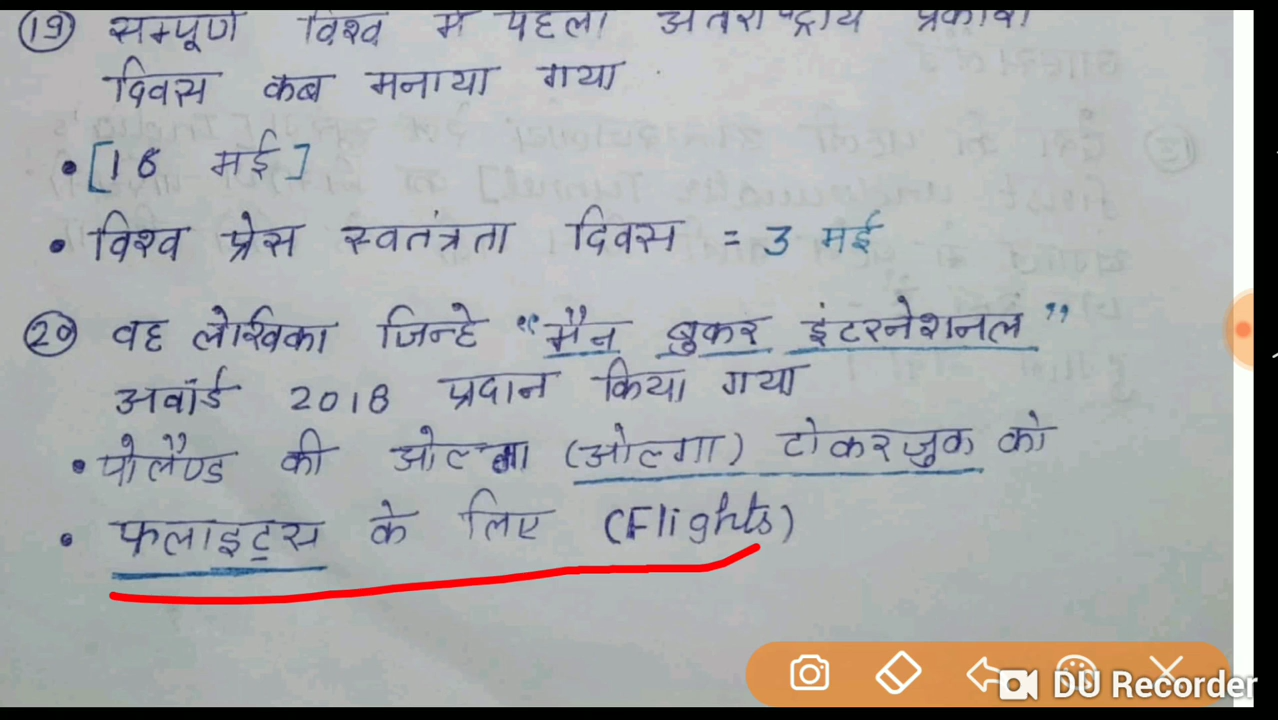 (19) सम्पूर्ण विश्व में पहला अंतर्राष्ट्रीय प्रकाश
दिवस कब मनाया गया
• [16 मई]
• विश्व प्रेस स्वतंत्रता दिवस = 3 मई
(20) वह लेखिका जिन्हे "मैन बुकर इंटरनेशनल"
अवॉर्ड 2018 प्रदान किया गया
• पोलैण्ड की (ओल्गा) टोकरजुक को
• फ्लाइट्स के लिए (Flights)
DU Recorder